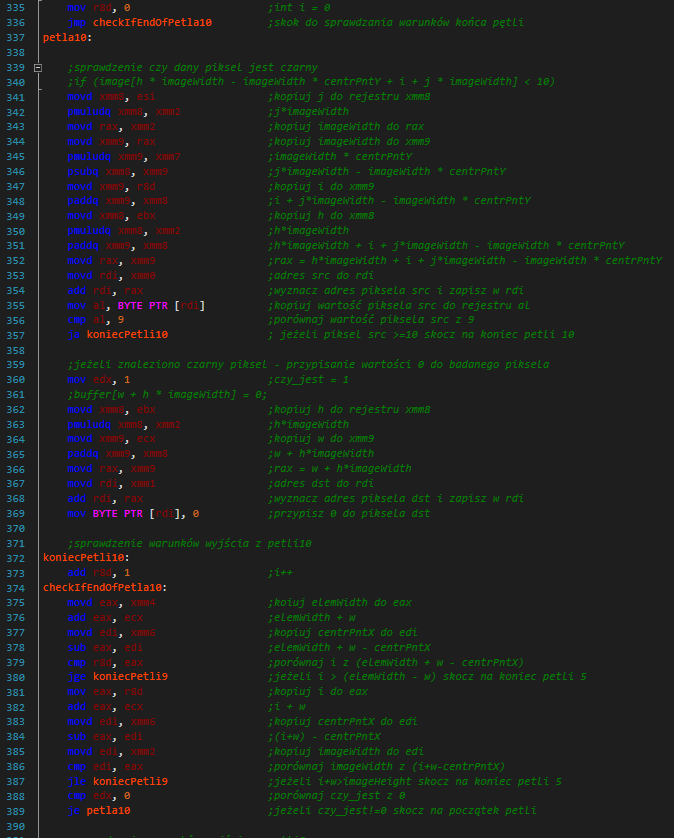 335 mov r8d, 0 ;int i = 0
336 jmp checkIfEndOfPetla10 ;skok do sprawdzania warunków końca pętli
337 petla10:
338
339 ;sprawdzenie czy dany piksel jest czarny
340 ;if (image[h * imageWidth - imageWidth * centrPntY + i + j * imageWidth] < 10)
341 movd xmm8, esi ;kopiuj j do rejestru xmm8
342 pmuludq xmm8, xmm2 ;j*imageWidth
343 movd rax, xmm2 ;kopiuj imageWidth do rax
344 movd xmm9, rax ;kopiuj imageWidth do xmm9
345 pmuludq xmm9, xmm7 ;imageWidth * centrPntY
346 psubq xmm8, xmm9 ;j*imageWidth - imageWidth * centrPntY
347 movd xmm9, r8d ;kopiuj i do xmm9
348 paddq xmm9, xmm8 ;i + j*imageWidth - imageWidth * centrPntY
349 movd xmm8, ebx ;kopiuj h do xmm8
350 pmuludq xmm8, xmm2 ;h*imageWidth
351 paddq xmm9, xmm8 ;h*imageWidth + i + j*imageWidth - imageWidth * centrPntY
352 movd rax, xmm9 ;rax = h*imageWidth + i + j*imageWidth - imageWidth * centrPntY
353 movd rdi, xmm0 ;adres src do rdi
354 add rdi, rax ;wyznacz adres piksela src i zapisz w rdi
355 mov al, BYTE PTR [rdi] ;kopiuj wartość piksela src do rejestru al
356 cmp al, 9 ;porównaj wartość piksela src z 9
357 koniecPetli10 ; jeżeli piksel src >=10 skocz na koniec petli 10
358
359 ;jeżeli znaleziono czarny piksel - przypisanie wartości 0 do badanego piksela
360 mov edx, 1 ;czy_jest = 1
361 ;buffer[w + h * imageWidth] = 0;
362 movd xmm8, ebx ;kopiuj h do rejestru xmm8
363 pmuludq xmm8, xmm2 ;h*imageWidth
364 movd xmm9, ecx ;kopiuj w do xmm9
365 paddq xmm9, xmm8 ;w + h*imageWidth
366 movd rax, xmm9 ;rax = w + h*imageWidth
367 movd rdi, xmm1 ;adres dst do rdi
368 add rdi, rax ;wyznacz adres piksela dst i zapisz w rdi
369 mov BYTE PTR [rdi], 0 ;przypisz 0 do piksela dst
370
371 ;sprawdzenie warunków wyjścia z petli10
372 koniecPetli10:
373 add r8d, 1 ;i++
374 checkIfEndOfPetla10:
375 movd eax, xmm4 ;koiuj elemWidth do eax
376 add eax, ecx ;elemWidth + w
377 movd edi, xmm6 ;kopiuj centrPntX do edi
378 sub eax, edi ;elemWidth + w - centrPntX
379 cmp r8d, eax ;porównaj i z (elemWidth + w - centrPntX)
380 jge koniecPetli9 ;jeżeli i > (elemWidth - w) skocz na koniec petli 5
381 mov eax, r8d ;kopiuj i do eax
382 add eax, ecx ;i + w
383 movd edi, xmm6 ;kopiuj centrPntX do edi
384 sub eax, edi ;(i+w) - centrPntX
385 movd edi, xmm2 ;kopiuj imageWidth do edi
386 cmp edi, eax ;porównaj imageWidth z (i+w-centrPntX)
387 jle koniecPetli9 ;jeżeli i+w>imageHeight skocz na koniec petli 5
388 cmp edx, 0 ;porównaj czy_jest z 0
389 je petla10 ;jeżeli czy_jest!=0 skocz na początek petli
390